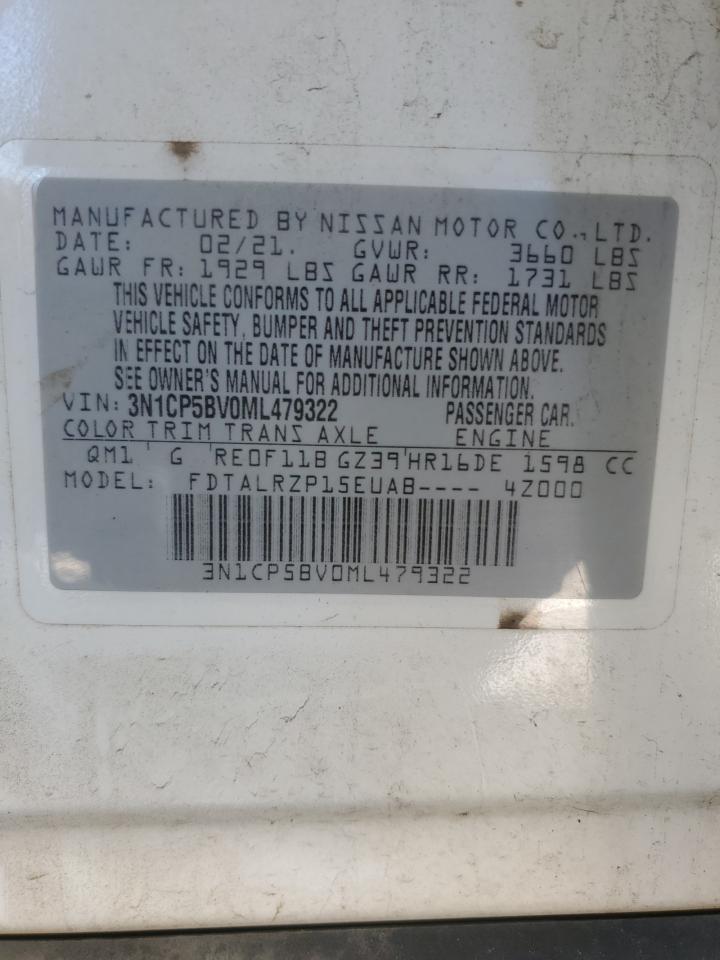 MANUFACTURED BY NISSAN MOTOR CO., LTD.
DATE: 02/21. GVWR: 3660 LBS
GAWR FR: 1929 LBS GAWR RR: 1731 LBS
THIS VEHICLE CONFORMS TO ALL APPLICABLE FEDERAL MOTOR
VEHICLE SAFETY, BUMPER AND THEFT PREVENTION STANDARDS
IN EFFECT ON THE DATE OF MANUFACTURE SHOWN ABOVE.
SEE OWNER'S MANUAL FOR ADDITIONAL INFORMATION.
VIN: 3N1CP5BV0ML479322 PASSENGER CAR.
COLOR TRIM TRANS AXLE ENGINE
QM1 ' G ' RE0F11B GZ39 ' HR16DE 1598 CC
MODEL: FDTALRZP15EUAB---- 4Z000
3N1CP5BV0ML479322